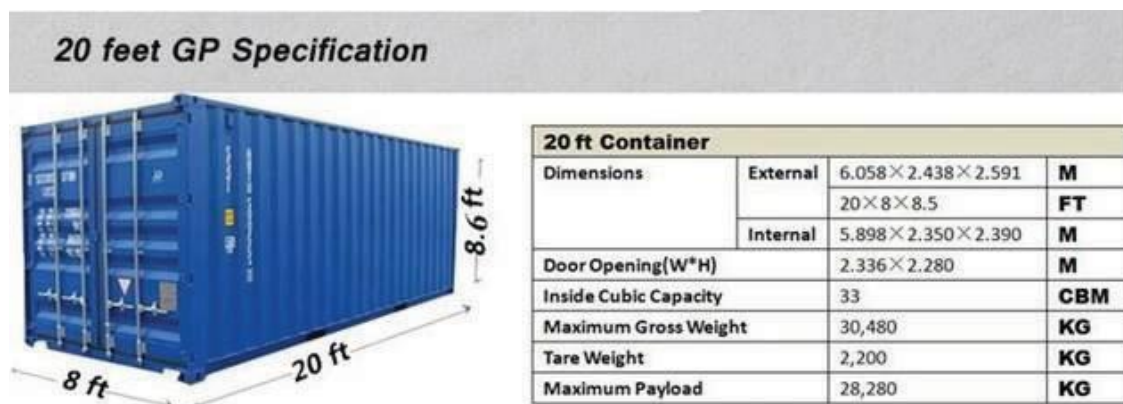 20 feet GP Specification
8.6 ft
20 ft
8 ft
20 ft Container
Dimensions External 6.058×2.438×2.591 M
20×8×8.5 FT
Internal 5.898×2.350×2.390 M
Door Opening(W*H) 2.336×2.280 M
Inside Cubic Capacity 33 CBM
Maximum Gross Weight 30,480 KG
Tare Weight 2,200 KG
Maximum Payload 28,280 KG